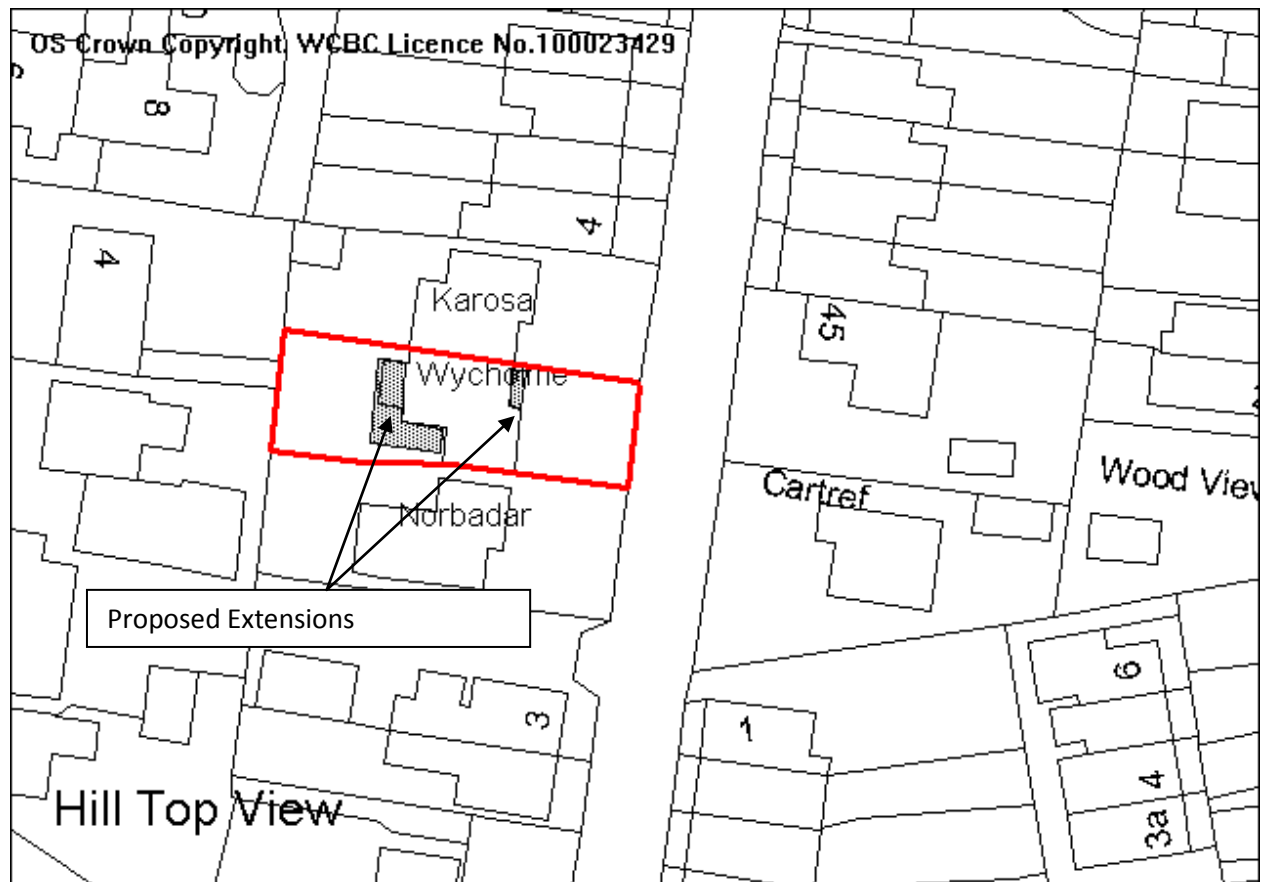 OS Crown Copyright. WCBC Licence No.100023429
8
4
4
Karosa
45
Wycholme
Wood View
Cartref
Norbadar
Proposed Extensions
6
3
1
4
Hill Top View
3a